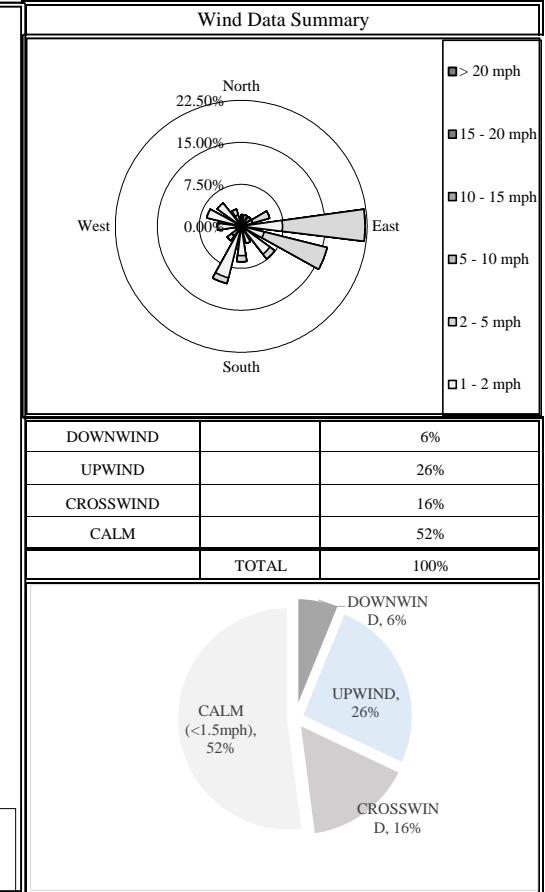 Wind Data Summary
North
22.50%
15.00%
7.50%
0.00%
West
East
South
> 20 mph
15 - 20 mph
10 - 15 mph
5 - 10 mph
2 - 5 mph
1 - 2 mph
DOWNWIND 6%
UPWIND 26%
CROSSWIND 16%
CALM 52%
TOTAL 100%
DOWNWIN
D, 6%
UPWIND,
26%
CALM
(<1.5mph),
52%
CROSSWIN
D, 16%